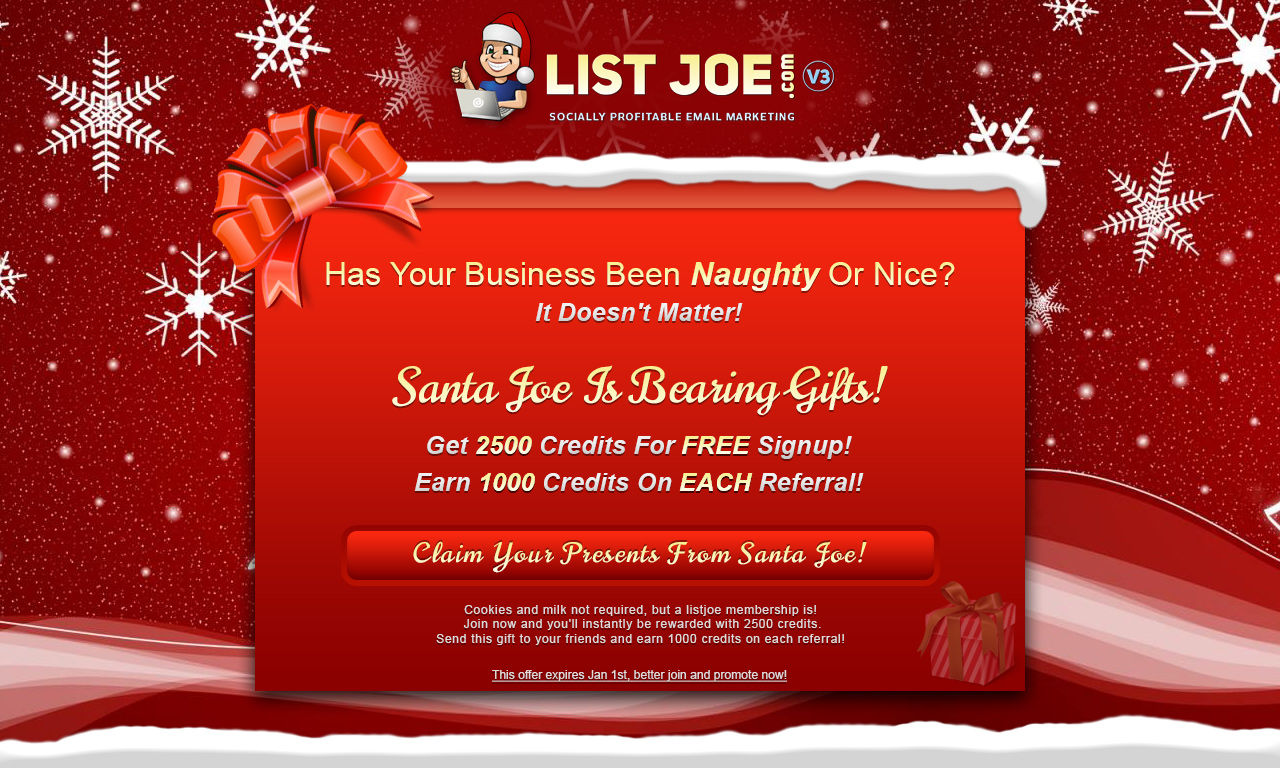 LIST JOE .com V3
SOCIALLY PROFITABLE EMAIL MARKETING
Has Your Business Been Naughty Or Nice?
It Doesn't Matter!
Santa Joe Is Bearing Gifts!
Get 2500 Credits For FREE Signup!
Earn 1000 Credits On EACH Referral!
Claim Your Presents From Santa Joe!
Cookies and milk not required, but a listjoe membership is!
Join now and you'll instantly be rewarded with 2500 credits.
Send this gift to your friends and earn 1000 credits on each referral!
This offer expires Jan 1st, better join and promote now!